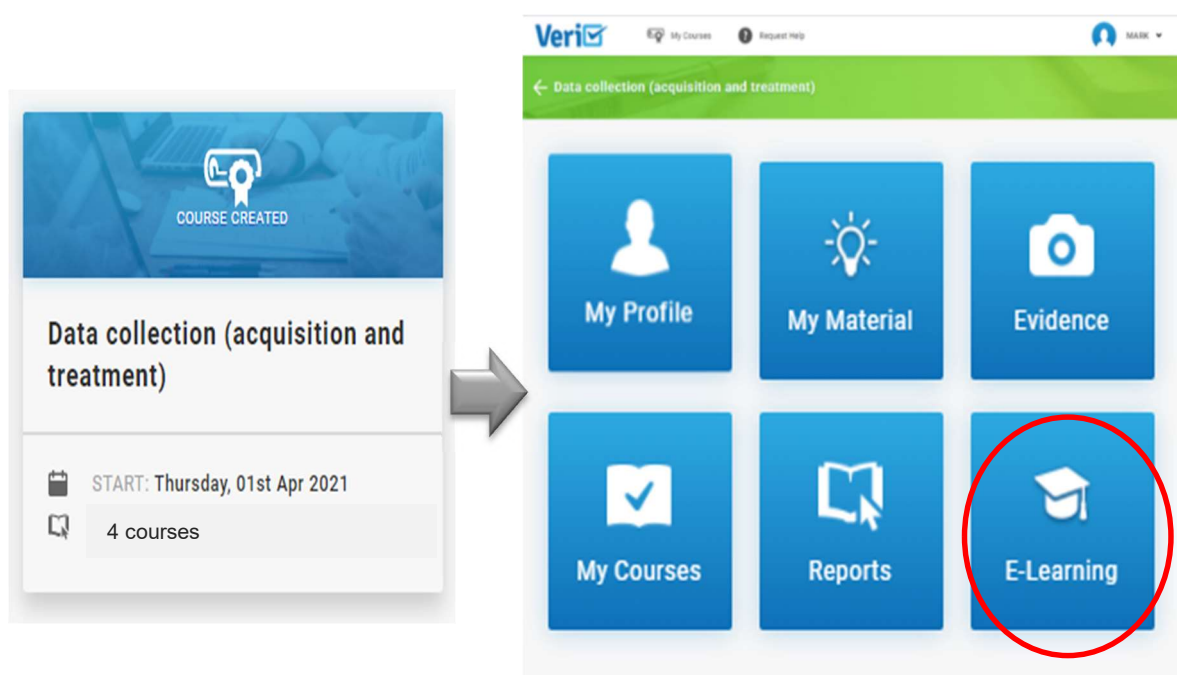 COURSE CREATED
Data collection (acquisition and
treatment)
START: Thursday, 01st Apr 2021
4 courses
Veri
My Courses
Request Help
MARK
Data collection (acquisition and treatment)
My Profile
My Material
Evidence
My Courses
Reports
E-Learning